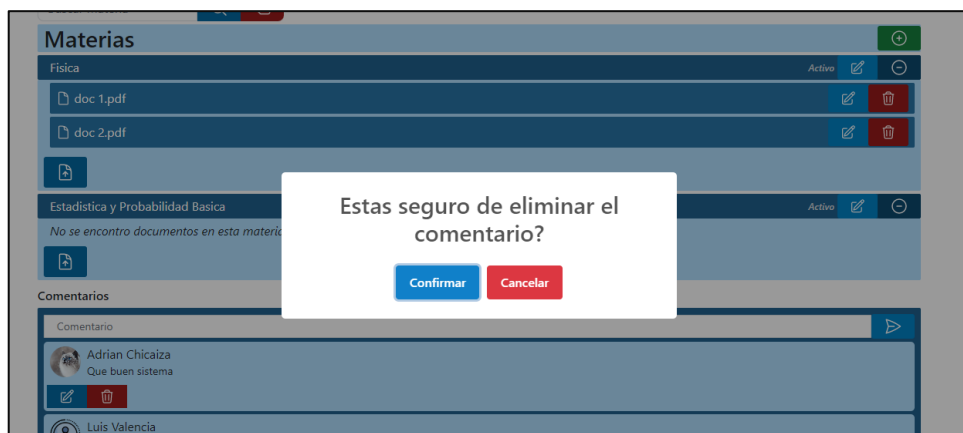 Materias
Fisica
Activo
doc 1.pdf
doc 2.pdf
Estadistica y Probabilidad Basica
Activo
No se encontro documentos en esta materia
Estas seguro de eliminar el
comentario?
Confirmar
Cancelar
Comentarios
Comentario
Adrian Chicaiza
Que buen sistema
Luis Valencia